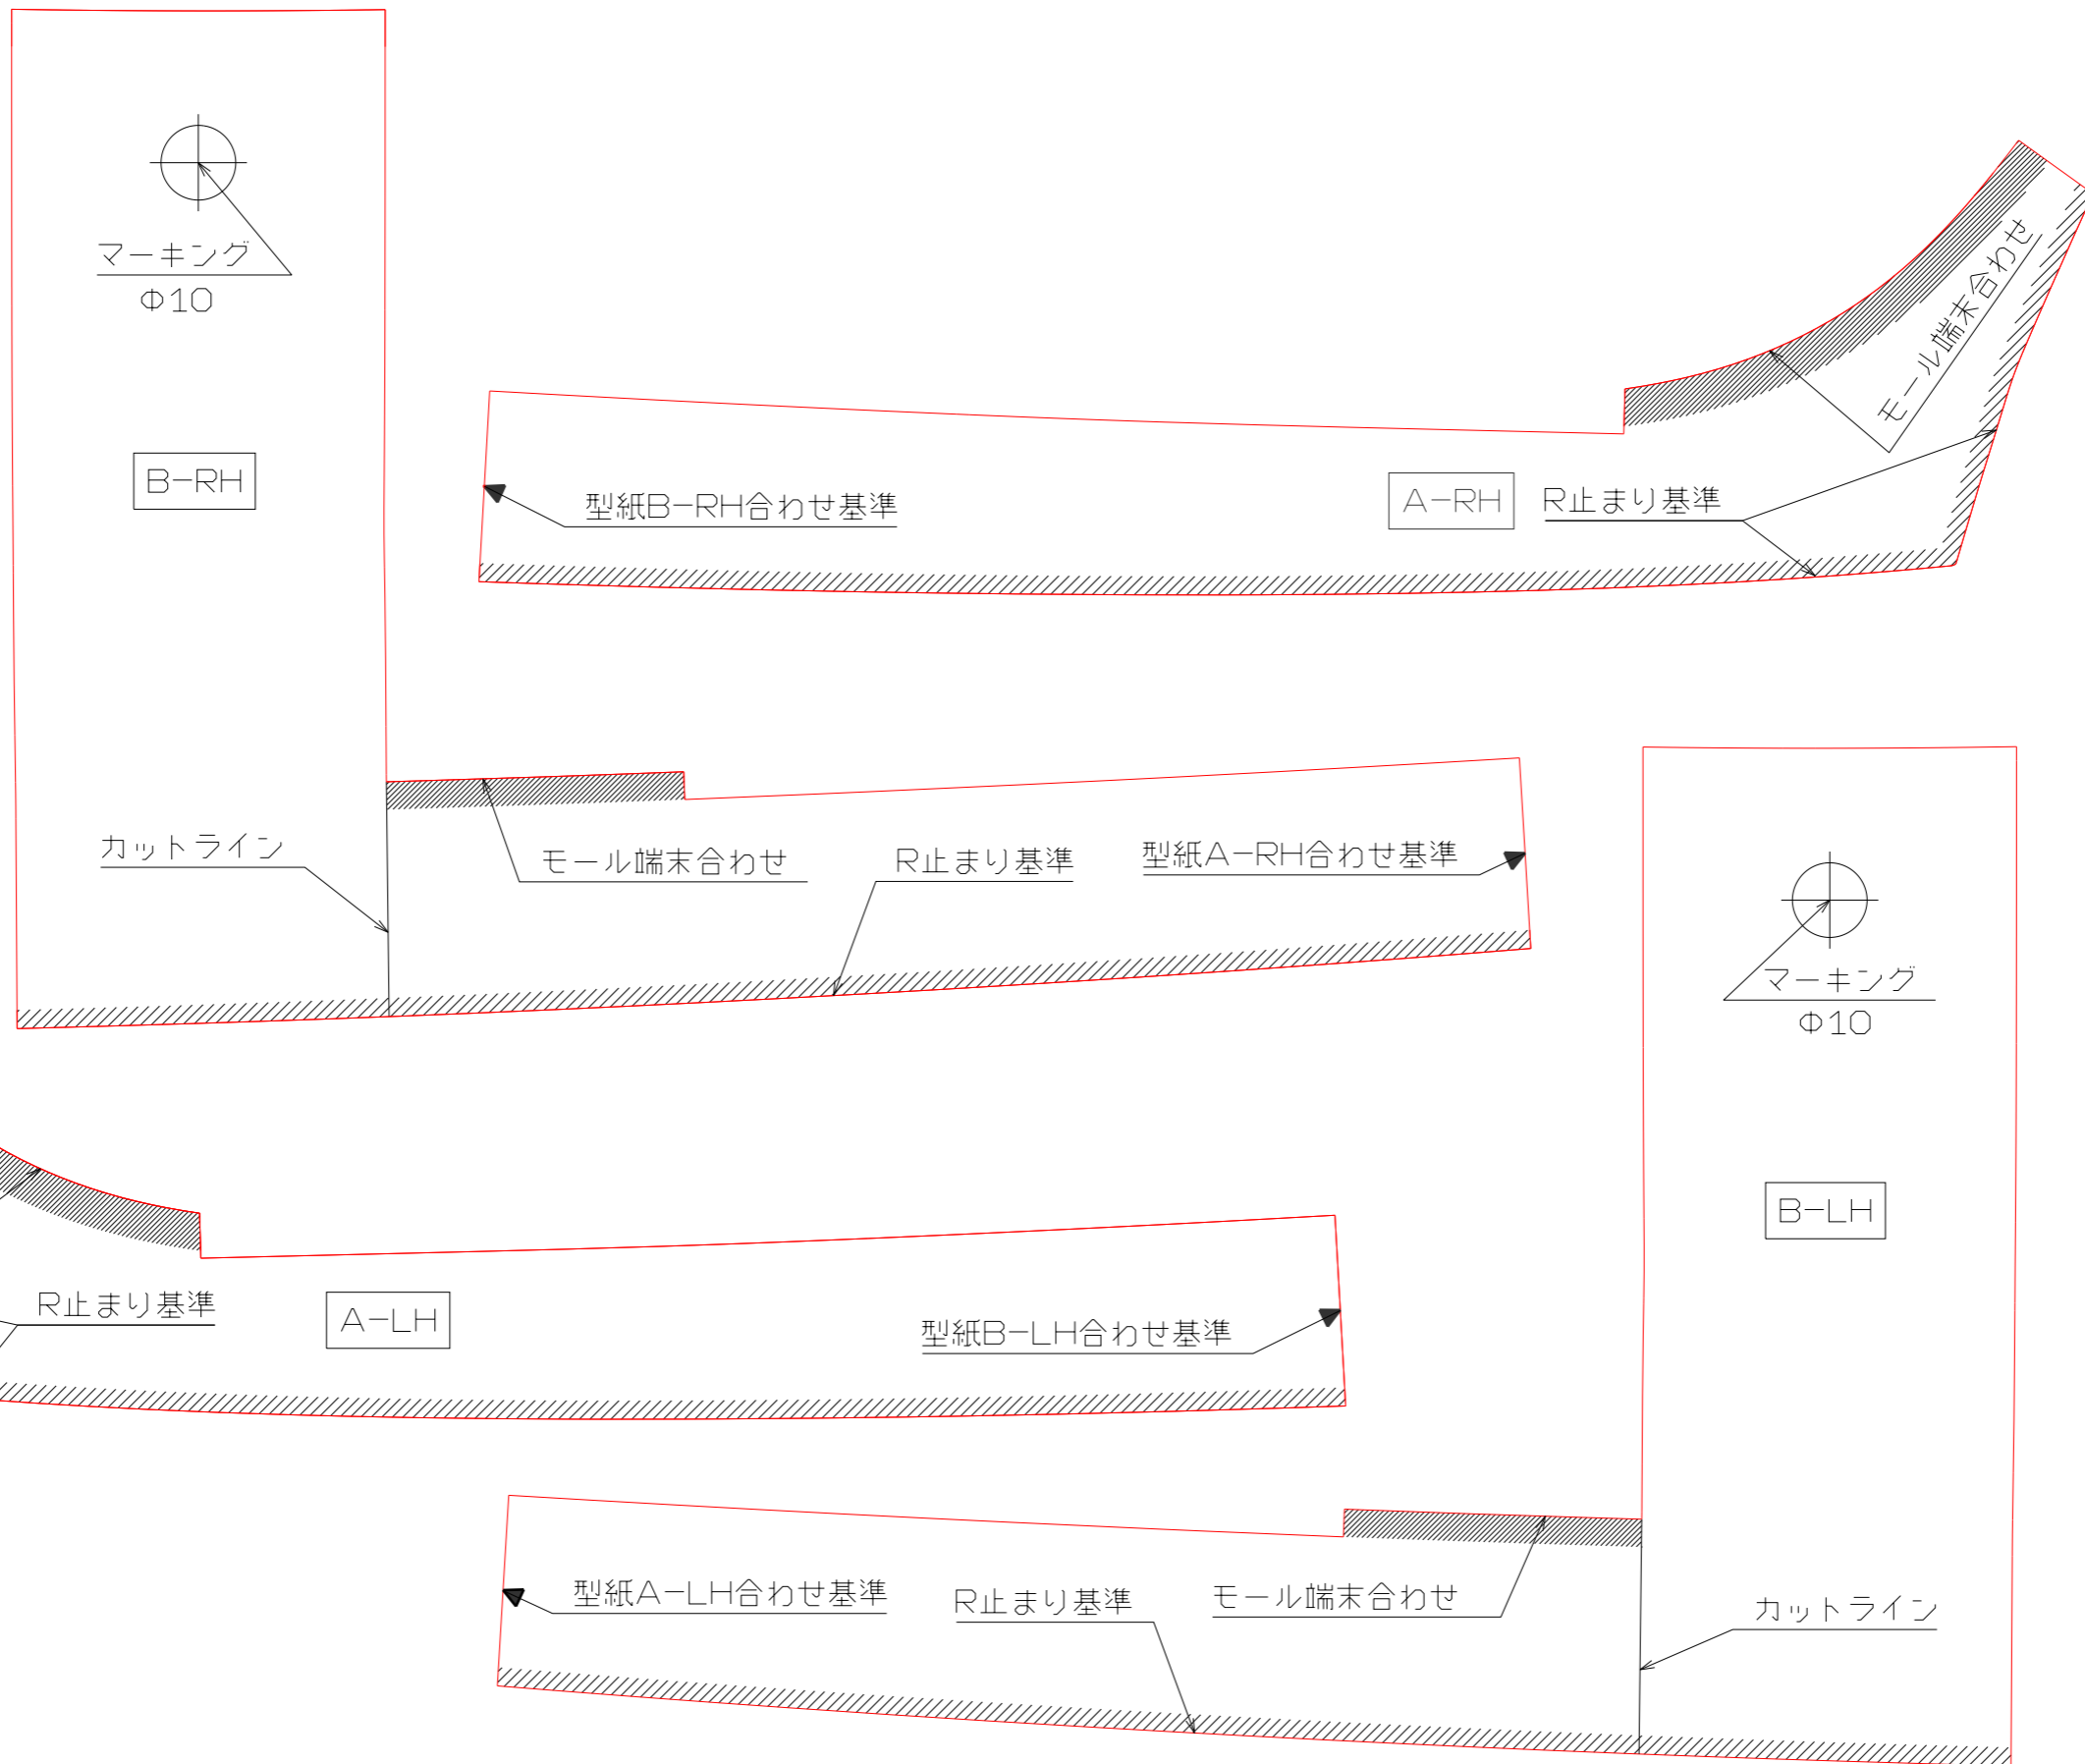 マーキング
Φ10
モール端末合わせ
B-RH
型紙B-RH合わせ基準
A-RH
R止まり基準
カットライン
モール端末合わせ
R止まり基準
型紙A-RH合わせ基準
マーキング
Φ10
B-LH
R止まり基準
A-LH
型紙B-LH合わせ基準
型紙A-LH合わせ基準
R止まり基準
モール端末合わせ
カットライン